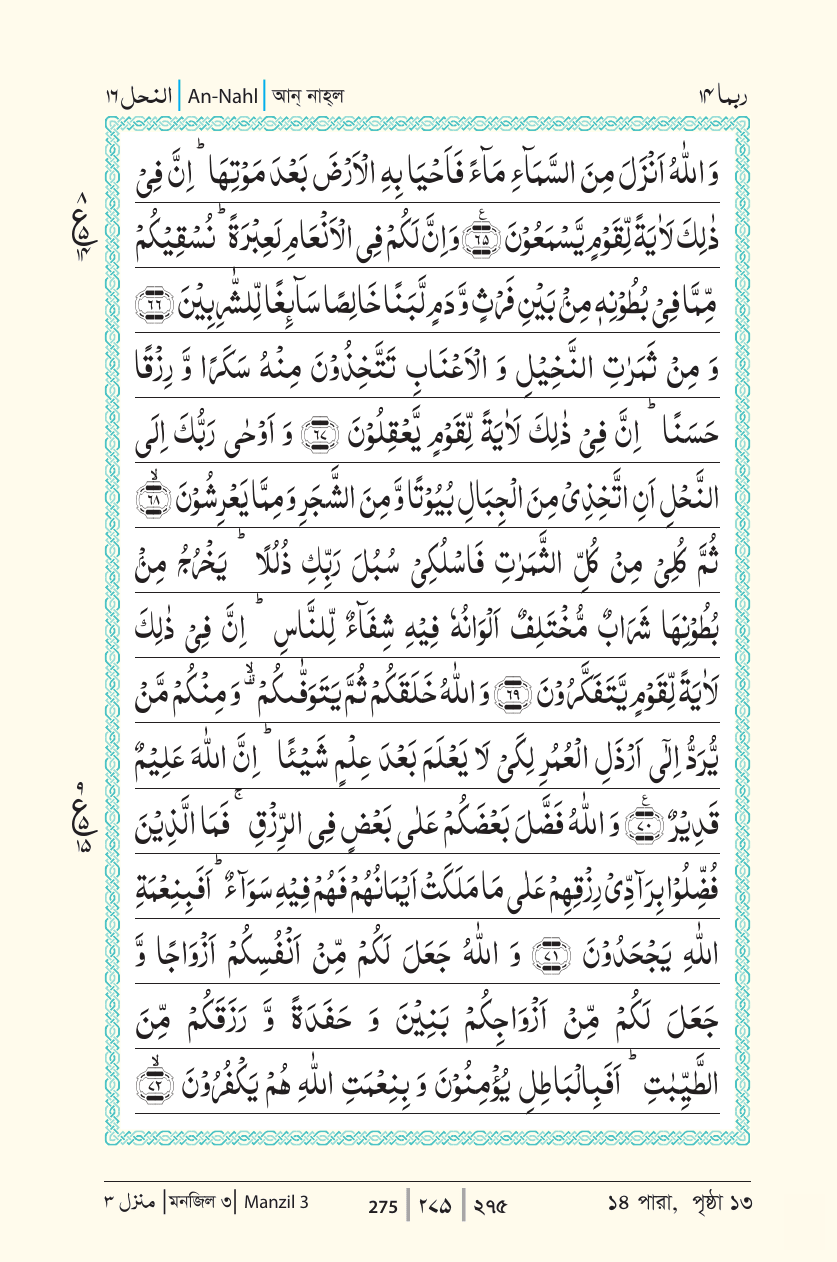 النحل ١٦ | An-Nahl | আন্ নাহ্‌ল
ربما ١٤
وَ اللّٰهُ اَنْزَلَ مِنَ السَّمَآءِ مَآءً فَاَحْيَا بِهِ الْاَرْضَ بَعْدَ مَوْتِهَا ؕ اِنَّ فِيْ
٨ ع ٥ ١٤
ذٰلِكَ لَاٰيَةً لِّقَوْمٍ يَّسْمَعُوْنَ ﴿٦٥﴾ع وَ اِنَّ لَكُمْ فِي الْاَنْعَامِ لَعِبْرَةً ؕ نُسْقِيْكُمْ
مِّمَّا فِيْ بُطُوْنِهٖ مِنْۢ بَيْنِ فَرْثٍ وَّ دَمٍ لَّبَنًا خَالِصًا سَآىِٕغًا لِّلشّٰرِبِيْنَ ﴿٦٦﴾
وَ مِنْ ثَمَرٰتِ النَّخِيْلِ وَ الْاَعْنَابِ تَتَّخِذُوْنَ مِنْهُ سَكَرًا وَّ رِزْقًا
حَسَنًا ؕ اِنَّ فِيْ ذٰلِكَ لَاٰيَةً لِّقَوْمٍ يَّعْقِلُوْنَ ﴿٦٧﴾ وَ اَوْحٰى رَبُّكَ اِلَى
النَّحْلِ اَنِ اتَّخِذِيْ مِنَ الْجِبَالِ بُيُوْتًا وَّ مِنَ الشَّجَرِ وَ مِمَّا يَعْرِشُوْنَ ﴿٦٨﴾ۙ
ثُمَّ كُلِيْ مِنْ كُلِّ الثَّمَرٰتِ فَاسْلُكِيْ سُبُلَ رَبِّكِ ذُلُلًا ؕ يَخْرُجُ مِنْۢ
بُطُوْنِهَا شَرَابٌ مُّخْتَلِفٌ اَلْوَانُهٗ فِيْهِ شِفَآءٌ لِّلنَّاسِ ؕ اِنَّ فِيْ ذٰلِكَ
لَاٰيَةً لِّقَوْمٍ يَّتَفَكَّرُوْنَ ﴿٦٩﴾ وَ اللّٰهُ خَلَقَكُمْ ثُمَّ يَتَوَفّٰىكُمْ ۙ۫ وَ مِنْكُمْ مَّنْ
يُّرَدُّ اِلٰۤى اَرْذَلِ الْعُمُرِ لِكَيْ لَا يَعْلَمَ بَعْدَ عِلْمٍ شَيْـًٔا ؕ اِنَّ اللّٰهَ عَلِيْمٌ
٩ ع ٥ ١٥
قَدِيْرٌ ﴿٧٠﴾ع وَ اللّٰهُ فَضَّلَ بَعْضَكُمْ عَلٰى بَعْضٍ فِي الرِّزْقِ ۚ فَمَا الَّذِيْنَ
فُضِّلُوْا بِرَآدِّيْ رِزْقِهِمْ عَلٰى مَا مَلَكَتْ اَيْمَانُهُمْ فَهُمْ فِيْهِ سَوَآءٌ ؕ اَفَبِنِعْمَةِ
اللّٰهِ يَجْحَدُوْنَ ﴿٧١﴾ وَ اللّٰهُ جَعَلَ لَكُمْ مِّنْ اَنْفُسِكُمْ اَزْوَاجًا وَّ
جَعَلَ لَكُمْ مِّنْ اَزْوَاجِكُمْ بَنِيْنَ وَ حَفَدَةً وَّ رَزَقَكُمْ مِّنَ
الطَّيِّبٰتِ ؕ اَفَبِالْبَاطِلِ يُؤْمِنُوْنَ وَ بِنِعْمَتِ اللّٰهِ هُمْ يَكْفُرُوْنَ ﴿٧٢﴾ۙ
منزل ٣ | মনজিল ৩ | Manzil 3
275 | ٢٧٥ | ২৭৫
১৪ পারা, পৃষ্ঠা ১৩